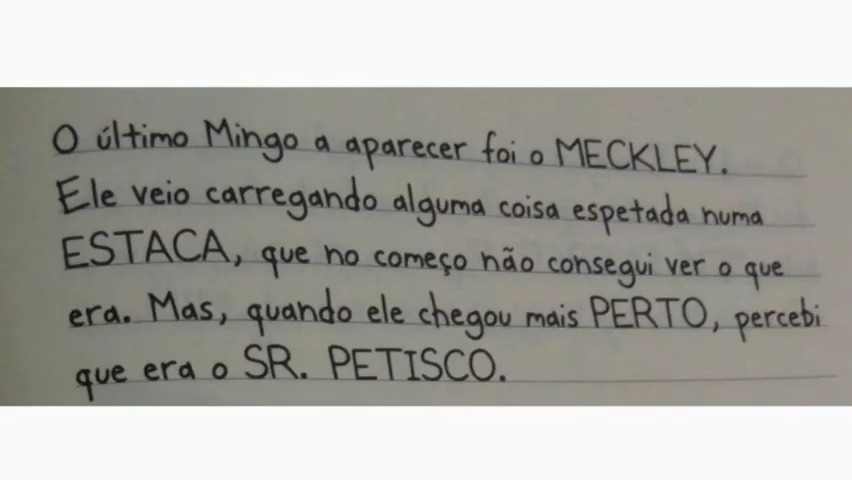 O último Mingo a aparecer foi o MECKLEY.
Ele veio carregando alguma coisa espetada numa
ESTACA, que no começo não consegui ver o que
era. Mas, quando ele chegou mais PERTO, percebi
que era o SR. PETISCO.